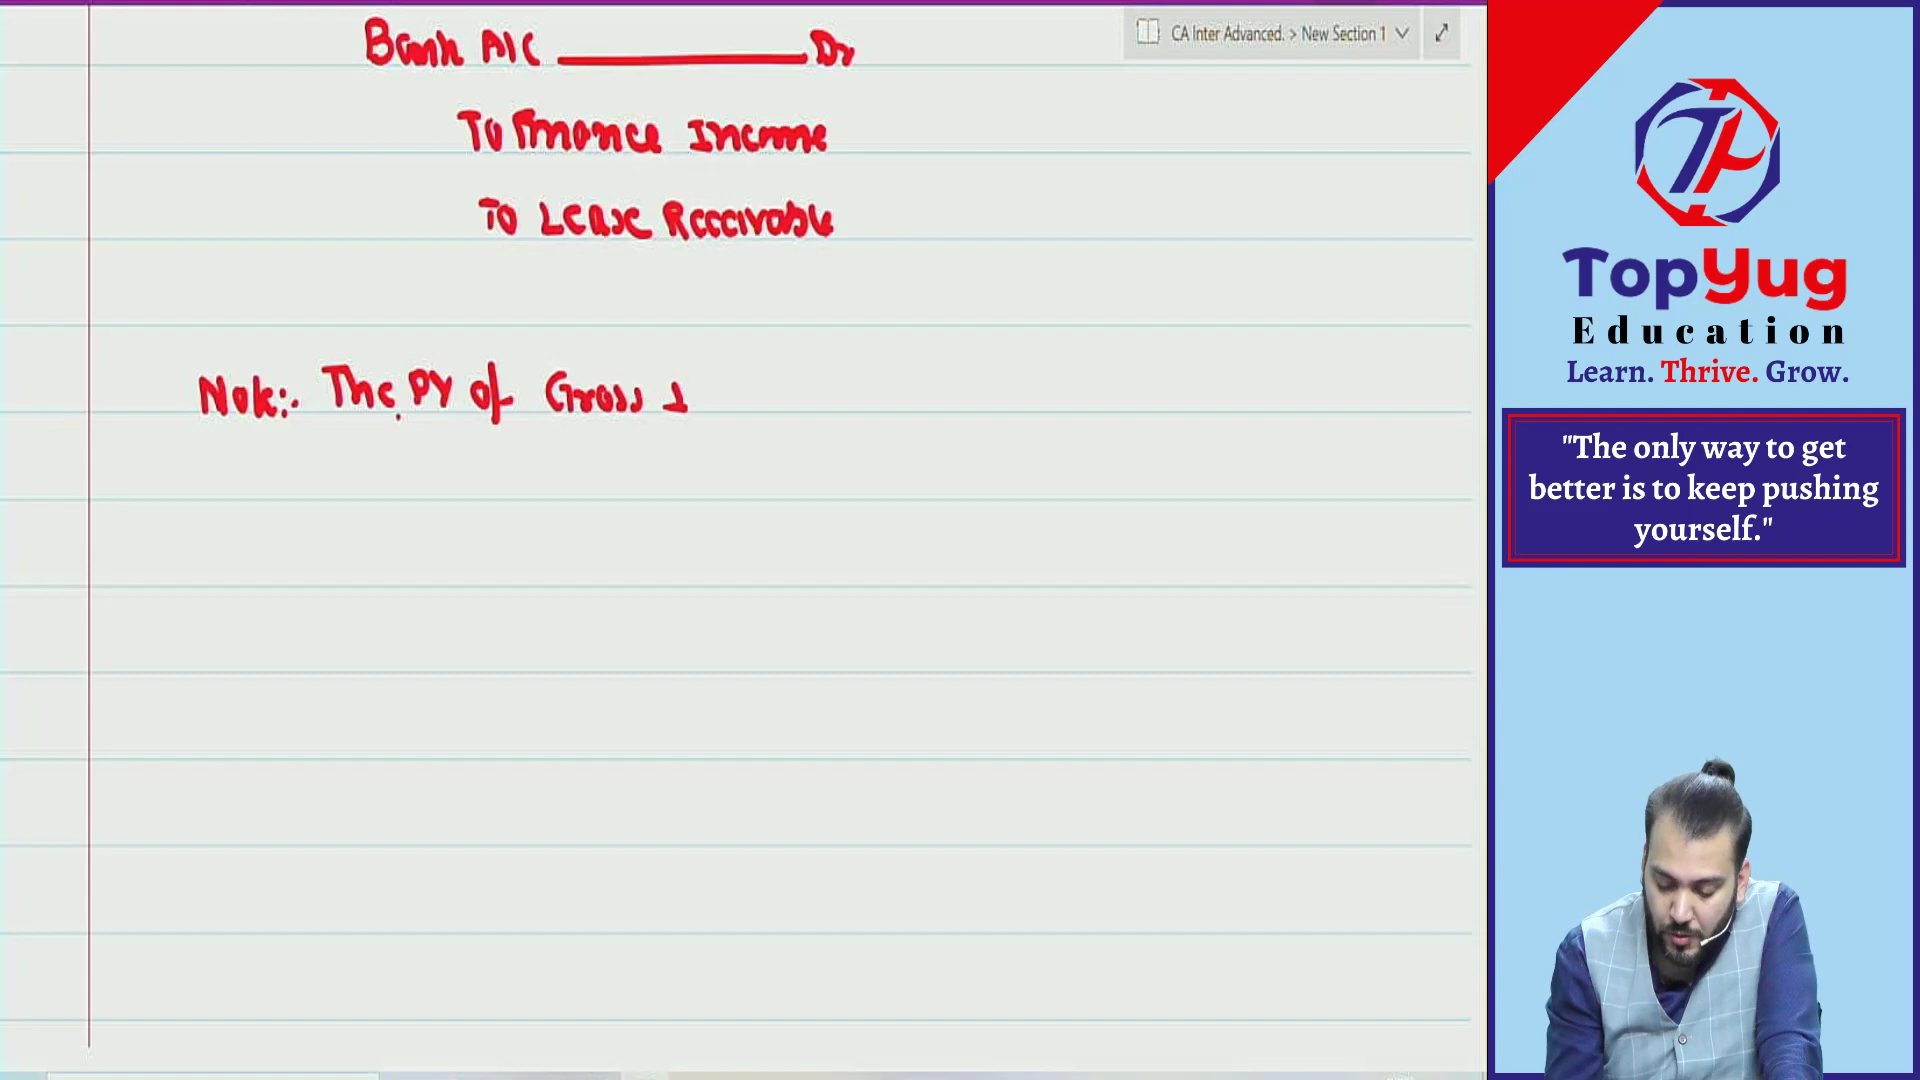 Bank A/C ________ Dr
To Finance Income
To Lease Receivable
Note:- The PV of Gross I
CA Inter Advanced. > New Section 1
TopYug
Education
Learn. Thrive. Grow.
"The only way to get
better is to keep pushing
yourself."